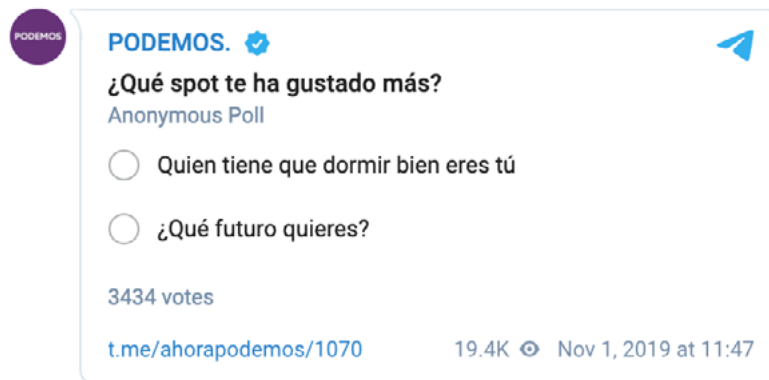 PODEMOS
PODEMOS.
¿Qué spot te ha gustado más?
Anonymous Poll
Quien tiene que dormir bien eres tú
¿Qué futuro quieres?
3434 votes
t.me/ahorapodemos/1070 19.4K Nov 1, 2019 at 11:47